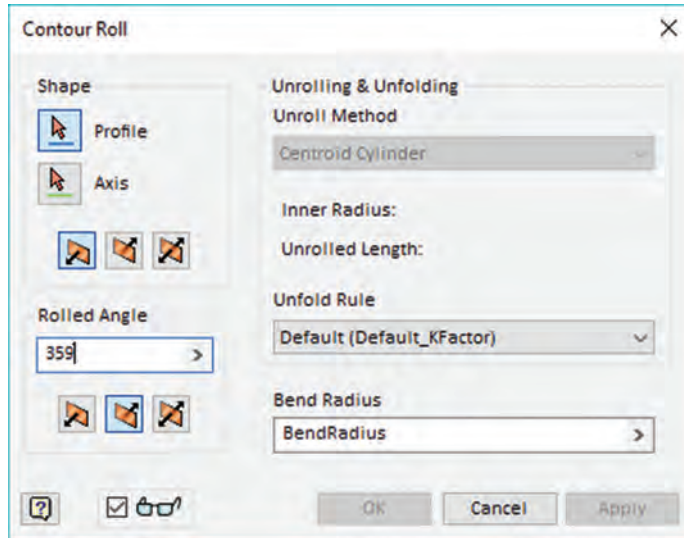 Contour Roll
Shape
Profile
Axis
Rolled Angle
359
Unrolling & Unfolding
Unroll Method
Centroid Cylinder
Inner Radius:
Unrolled Length:
Unfold Rule
Default (Default_KFactor)
Bend Radius
BendRadius
?
OK
Cancel
Apply